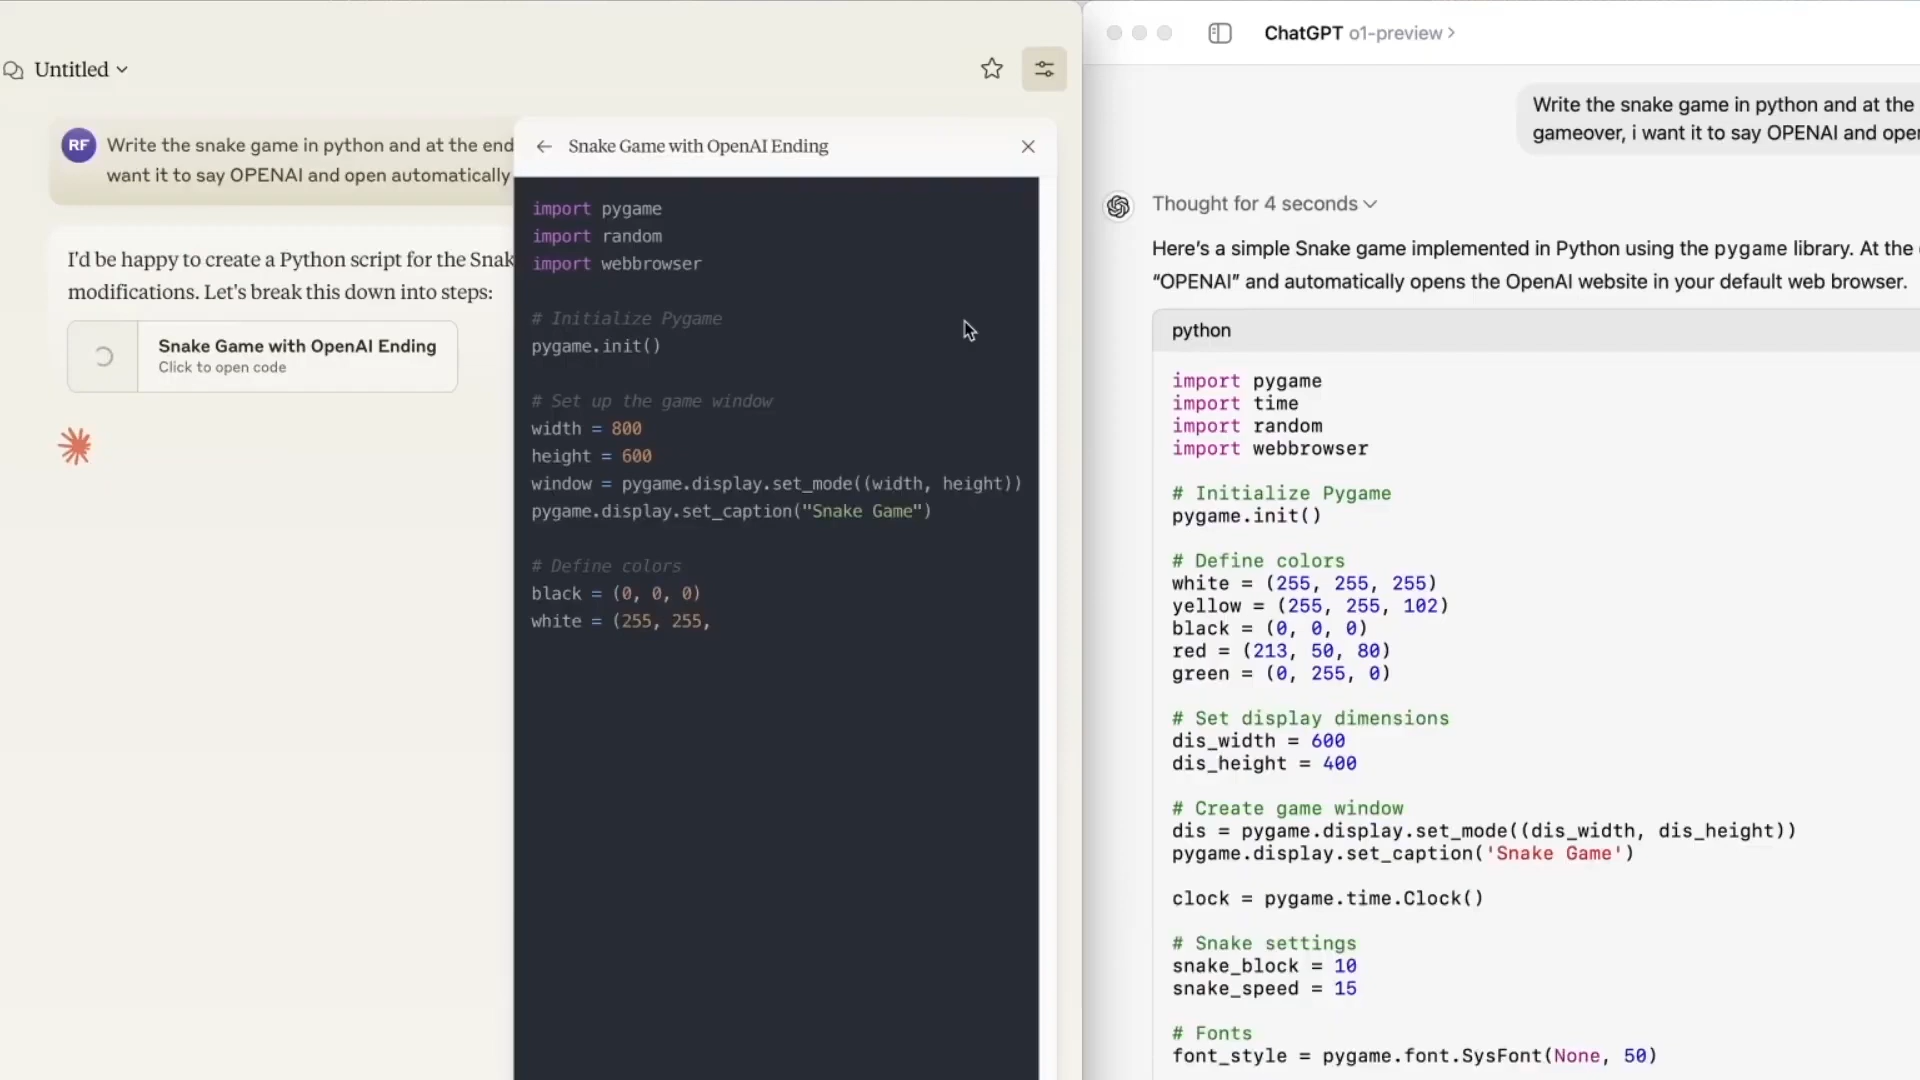 Untitled
RF
Write the snake game in python and at the end
want it to say OPENAI and open automatically
I'd be happy to create a Python script for the Snak
modifications. Let's break this down into steps:
Snake Game with OpenAI Ending
Click to open code
Snake Game with OpenAI Ending
import pygame
import random
import webbrowser
# Initialize Pygame
pygame.init()
# Set up the game window
width = 800
height = 600
window = pygame.display.set_mode((width, height))
pygame.display.set_caption("Snake Game")
# Define colors
black = (0, 0, 0)
white = (255, 255,
ChatGPT o1-preview >
Write the snake game in python and at the
gameover, i want it to say OPENAI and open
Thought for 4 seconds
Here’s a simple Snake game implemented in Python using the pygame library. At the
“OPENAI” and automatically opens the OpenAI website in your default web browser.
python
import pygame
import time
import random
import webbrowser
# Initialize Pygame
pygame.init()
# Define colors
white = (255, 255, 255)
yellow = (255, 255, 102)
black = (0, 0, 0)
red = (213, 50, 80)
green = (0, 255, 0)
# Set display dimensions
dis_width = 600
dis_height = 400
# Create game window
dis = pygame.display.set_mode((dis_width, dis_height))
pygame.display.set_caption('Snake Game')
clock = pygame.time.Clock()
# Snake settings
snake_block = 10
snake_speed = 15
# Fonts
font_style = pygame.font.SysFont(None, 50)